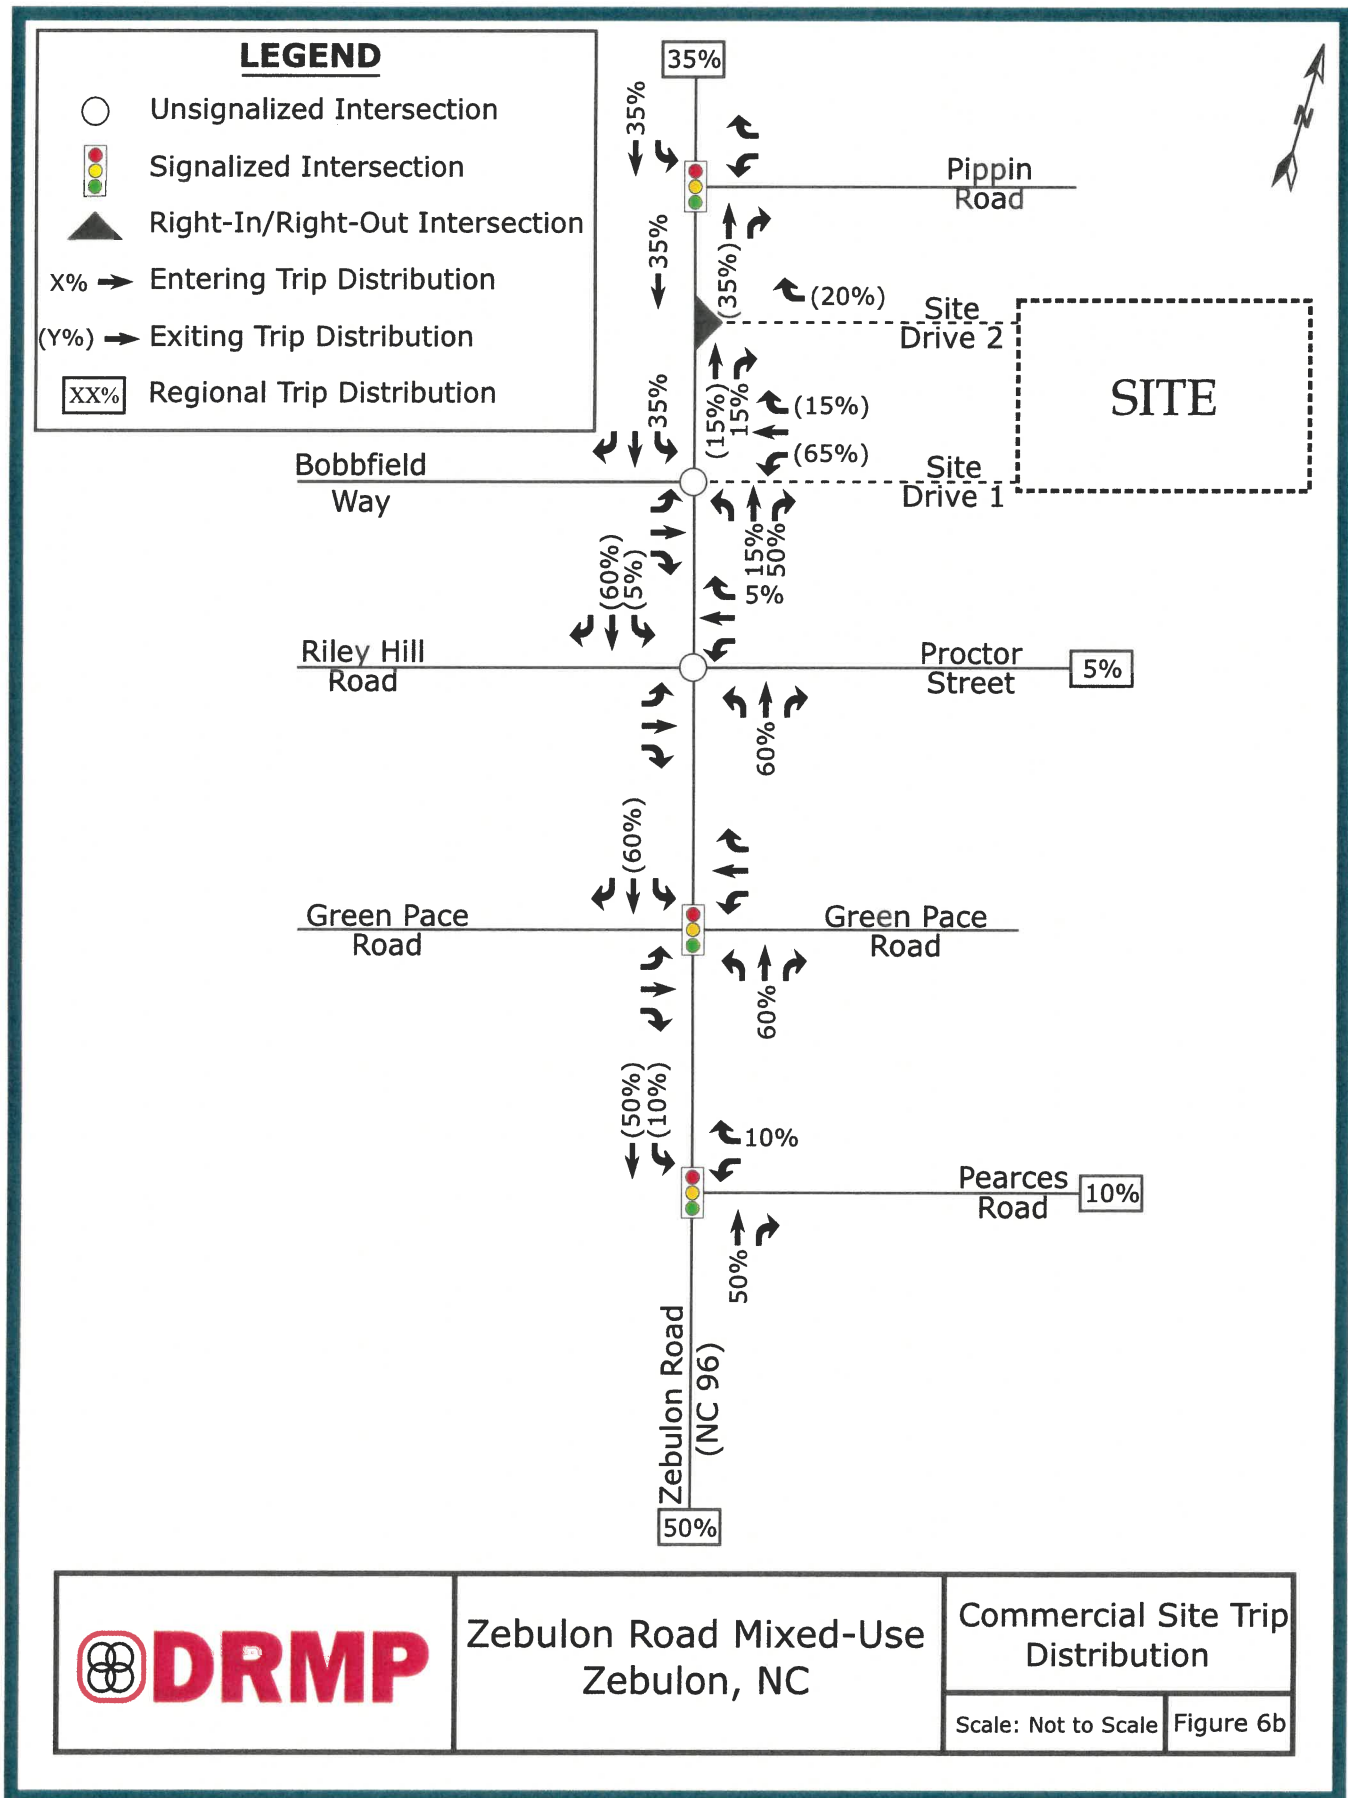 LEGEND
Unsignalized Intersection
Signalized Intersection
Right-In/Right-Out Intersection
X% Entering Trip Distribution
(Y%) Exiting Trip Distribution
XX% Regional Trip Distribution
35%
35%
N
Pippin
Road
35%
(35%)
(20%)
Site
Drive 2
SITE
35%
(15%)
15%
(15%)
(65%)
Site
Drive 1
Bobbfield
Way
15%
50%
(60%)
(5%)
5%
Riley Hill
Road
Proctor
Street
5%
60%
(60%)
Green Pace
Road
Green Pace
Road
60%
(50%)
(10%)
10%
Pearces
Road
10%
50%
Zebulon Road
(NC 96)
50%
DRMP
Zebulon Road Mixed-Use
Zebulon, NC
Commercial Site Trip
Distribution
Scale: Not to Scale
Figure 6b